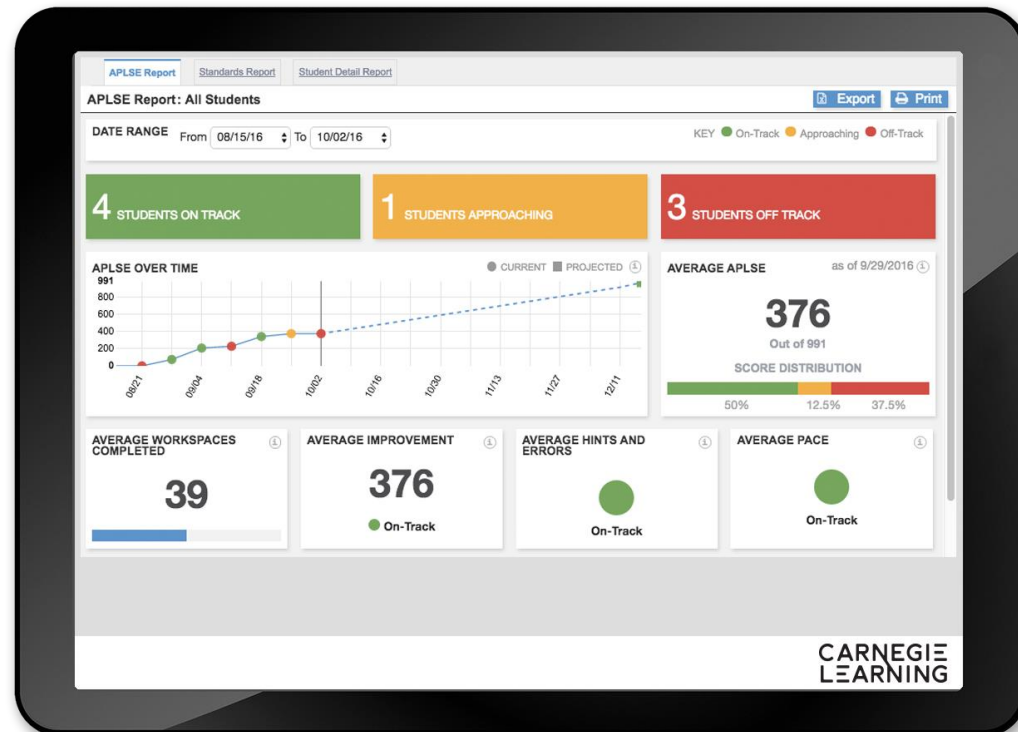 APLSE Report Standards Report Student Detail Report
APLSE Report: All Students
Export Print
DATE RANGE From 08/15/16 To 10/02/16
KEY On-Track Approaching Off-Track
4 STUDENTS ON TRACK
1 STUDENTS APPROACHING
3 STUDENTS OFF TRACK
APLSE OVER TIME
CURRENT PROJECTED
991
800
600
400
200
0
08/21 09/04 09/18 10/02 10/16 10/30 11/13 11/27 12/11
AVERAGE APLSE as of 9/29/2016
376
Out of 991
SCORE DISTRIBUTION
50% 12.5% 37.5%
AVERAGE WORKSPACES
COMPLETED
39
AVERAGE IMPROVEMENT
376
On-Track
AVERAGE HINTS AND
ERRORS
On-Track
AVERAGE PACE
On-Track
CARNEGIE
LEARNING